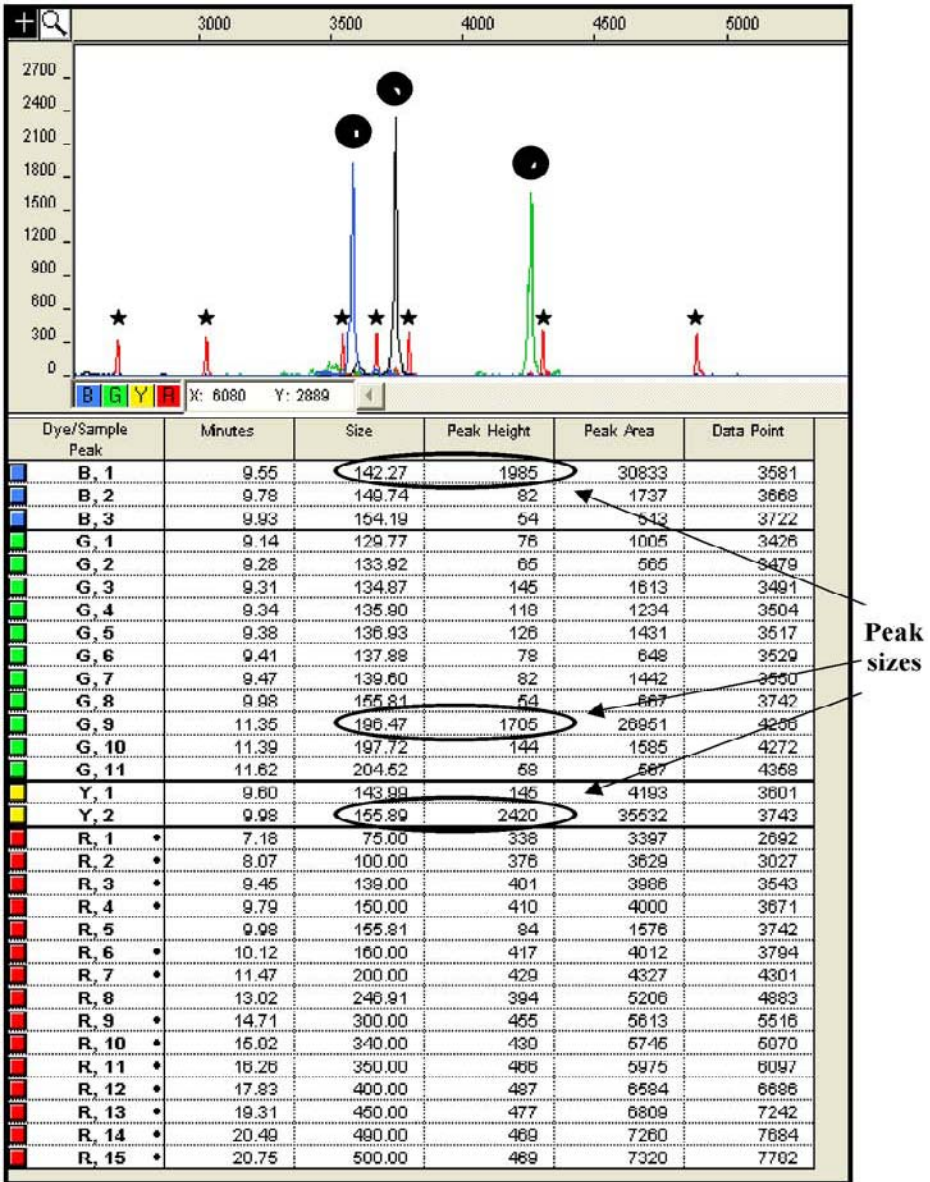 3000 3500 4000 4500 5000
2700
2400
2100
1800
1500
1200
900
600
300
0
B G Y R X: 6080 Y: 2889
Dye/Sample Peak Minutes Size Peak Height Peak Area Data Point
B, 1 9.55 142.27 1985 30833 3581
B, 2 9.78 149.74 82 1737 3668
B, 3 9.93 154.19 54 513 3722
G, 1 9.14 129.77 76 1005 3426
G, 2 9.28 133.92 65 565 3479
G, 3 9.31 134.87 145 1613 3491
G, 4 9.34 135.90 118 1234 3504
G, 5 9.38 136.93 126 1431 3517
G, 6 9.41 137.88 78 648 3529
G, 7 9.47 139.60 82 1442 3550
G, 8 9.98 155.81 54 667 3742
G, 9 11.35 196.47 1705 26951 4256
G, 10 11.39 197.72 144 1585 4272
G, 11 11.62 204.52 58 567 4358
Y, 1 9.60 143.99 145 4193 3601
Y, 2 9.98 155.89 2420 35532 3743
R, 1 • 7.18 75.00 338 3397 2692
R, 2 • 8.07 100.00 376 3629 3027
R, 3 • 9.45 139.00 401 3986 3543
R, 4 • 9.79 150.00 410 4000 3671
R, 5 9.98 155.81 84 1576 3742
R, 6 • 10.12 160.00 417 4012 3794
R, 7 • 11.47 200.00 429 4327 4301
R, 8 13.02 246.91 394 5206 4883
R, 9 • 14.71 300.00 455 5613 5516
R, 10 • 340.00 430 5745
R, 11 • 16.26 350.00 466 5975 6097
R, 12 • 17.83 400.00 487 6584 6686
R, 13 • 19.31 450.00 477 6809 7242
R, 14 • 20.49 490.00 469 7260 7684
R, 15 • 20.75 500.00 469 7320 7782
Peak
sizes